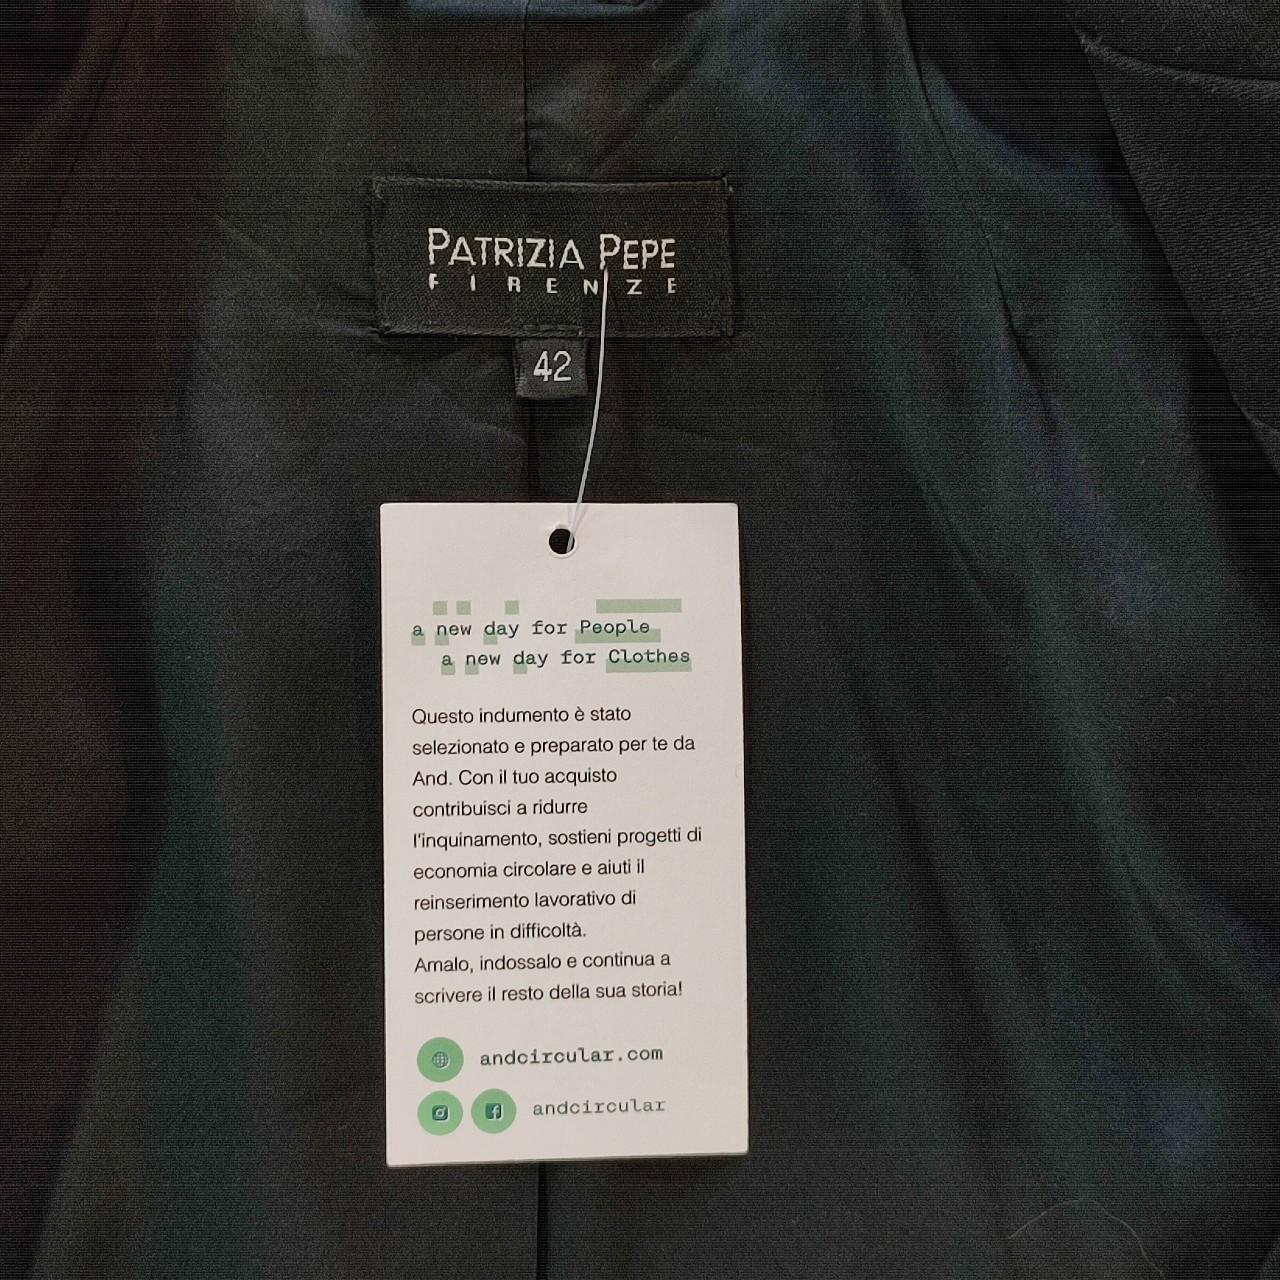 PATRIZIA PEPE
FIRENZE
42
a new day for People
a new day for Clothes
Questo indumento è stato
selezionato e preparato per te da
And. Con il tuo acquisto
contribuisci a ridurre
l'inquinamento, sostieni progetti di
economia circolare e aiuti il
reinserimento lavorativo di
persone in difficoltà.
Amalo, indossalo e continua a
scrivere il resto della sua storia!
andcircular.com
andcircular